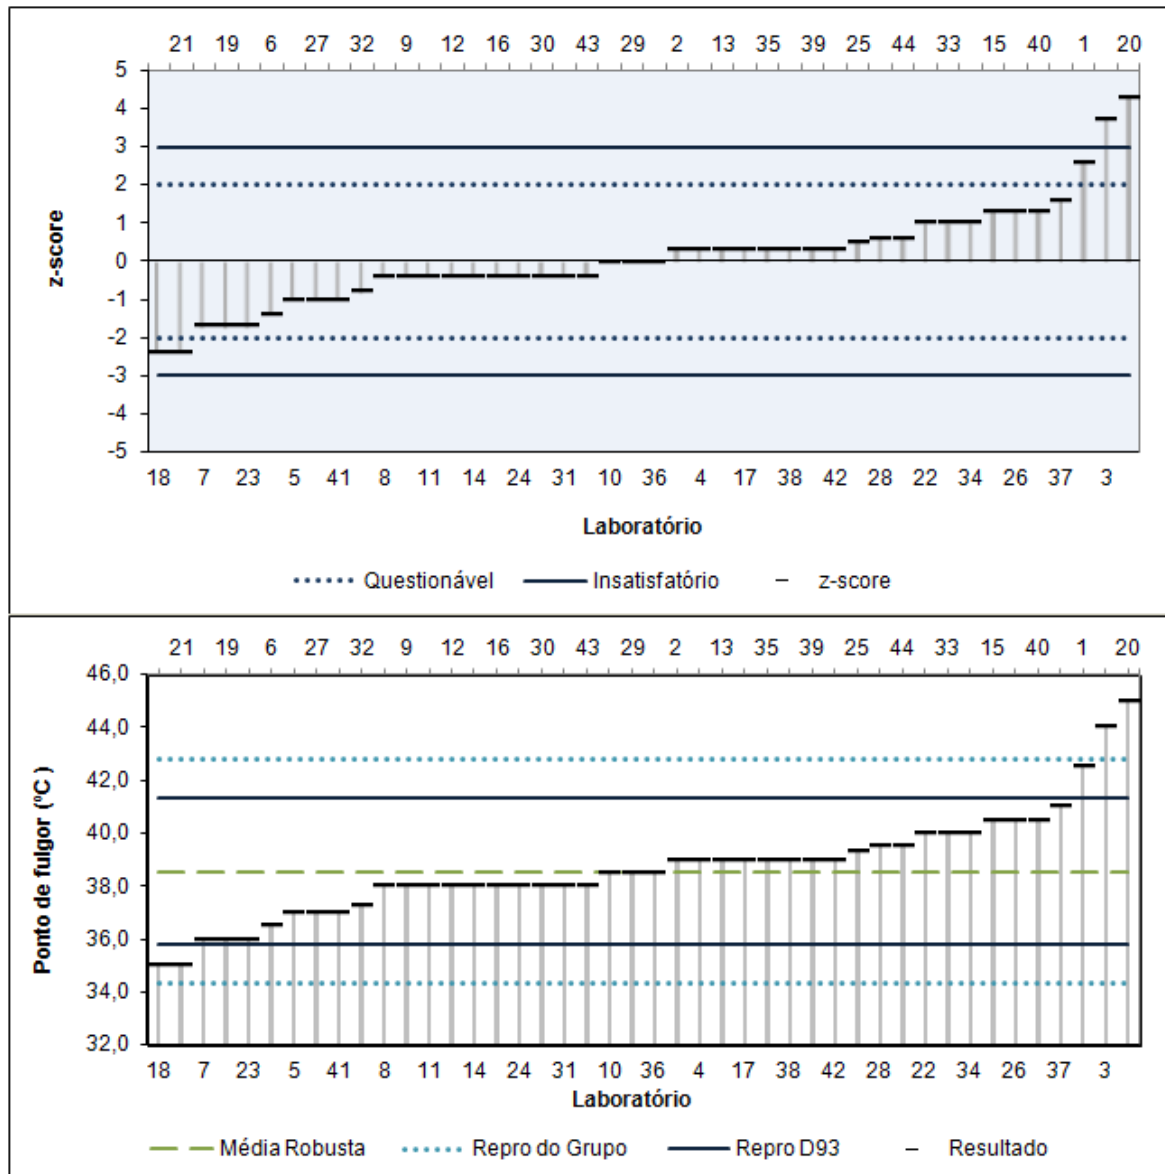 21 19 6 27 32 9 12 16 30 43 29 2 13 35 39 25 44 33 15 40 1 20
5
4
3
2
1
0
-1
-2
-3
-4
-5
z-score
18 7 23 5 41 8 11 14 24 31 10 36 4 17 38 42 28 22 34 26 37 3
Laboratório
Questionável Insatisfatório z-score
21 19 6 27 32 9 12 16 30 43 29 2 13 35 39 25 44 33 15 40 1 20
46,0
44,0
42,0
40,0
38,0
36,0
34,0
32,0
Ponto de fulgor (ºC )
18 7 23 5 41 8 11 14 24 31 10 36 4 17 38 42 28 22 34 26 37 3
Laboratório
Média Robusta Repro do Grupo Repro D93 Resultado